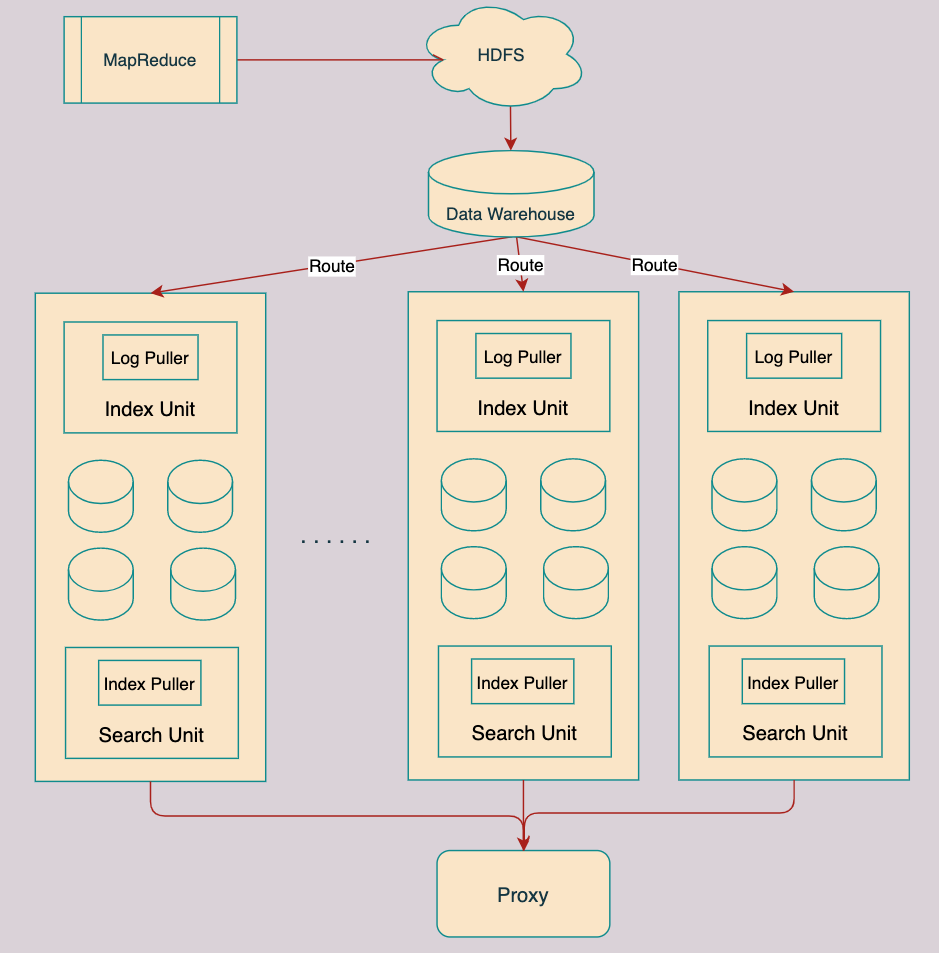 MapReduce
HDFS
Data Warehouse
Route
Route
Route
Log Puller
Index Unit
Log Puller
Index Unit
Log Puller
Index Unit
......
Index Puller
Search Unit
Index Puller
Search Unit
Index Puller
Search Unit
Proxy